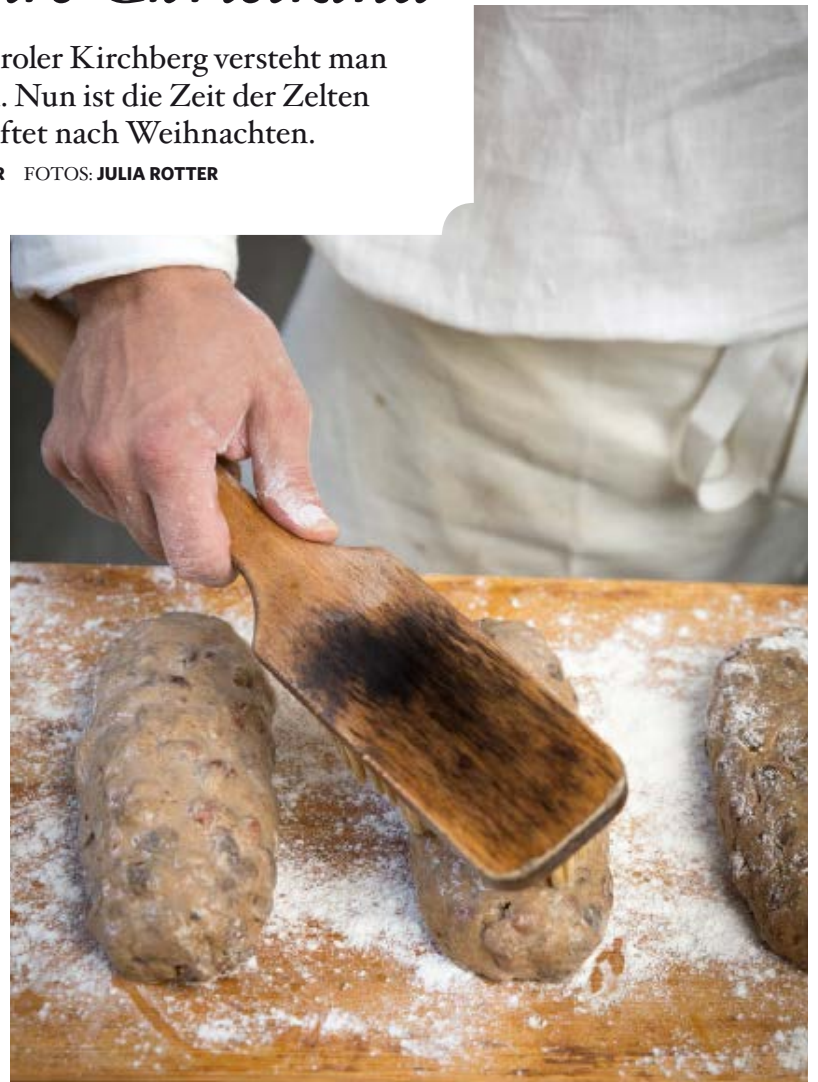 roler Kirchberg versteht man
. Nun ist die Zeit der Zelten
ftet nach Weihnachten.
R FOTOS: JULIA ROTTER